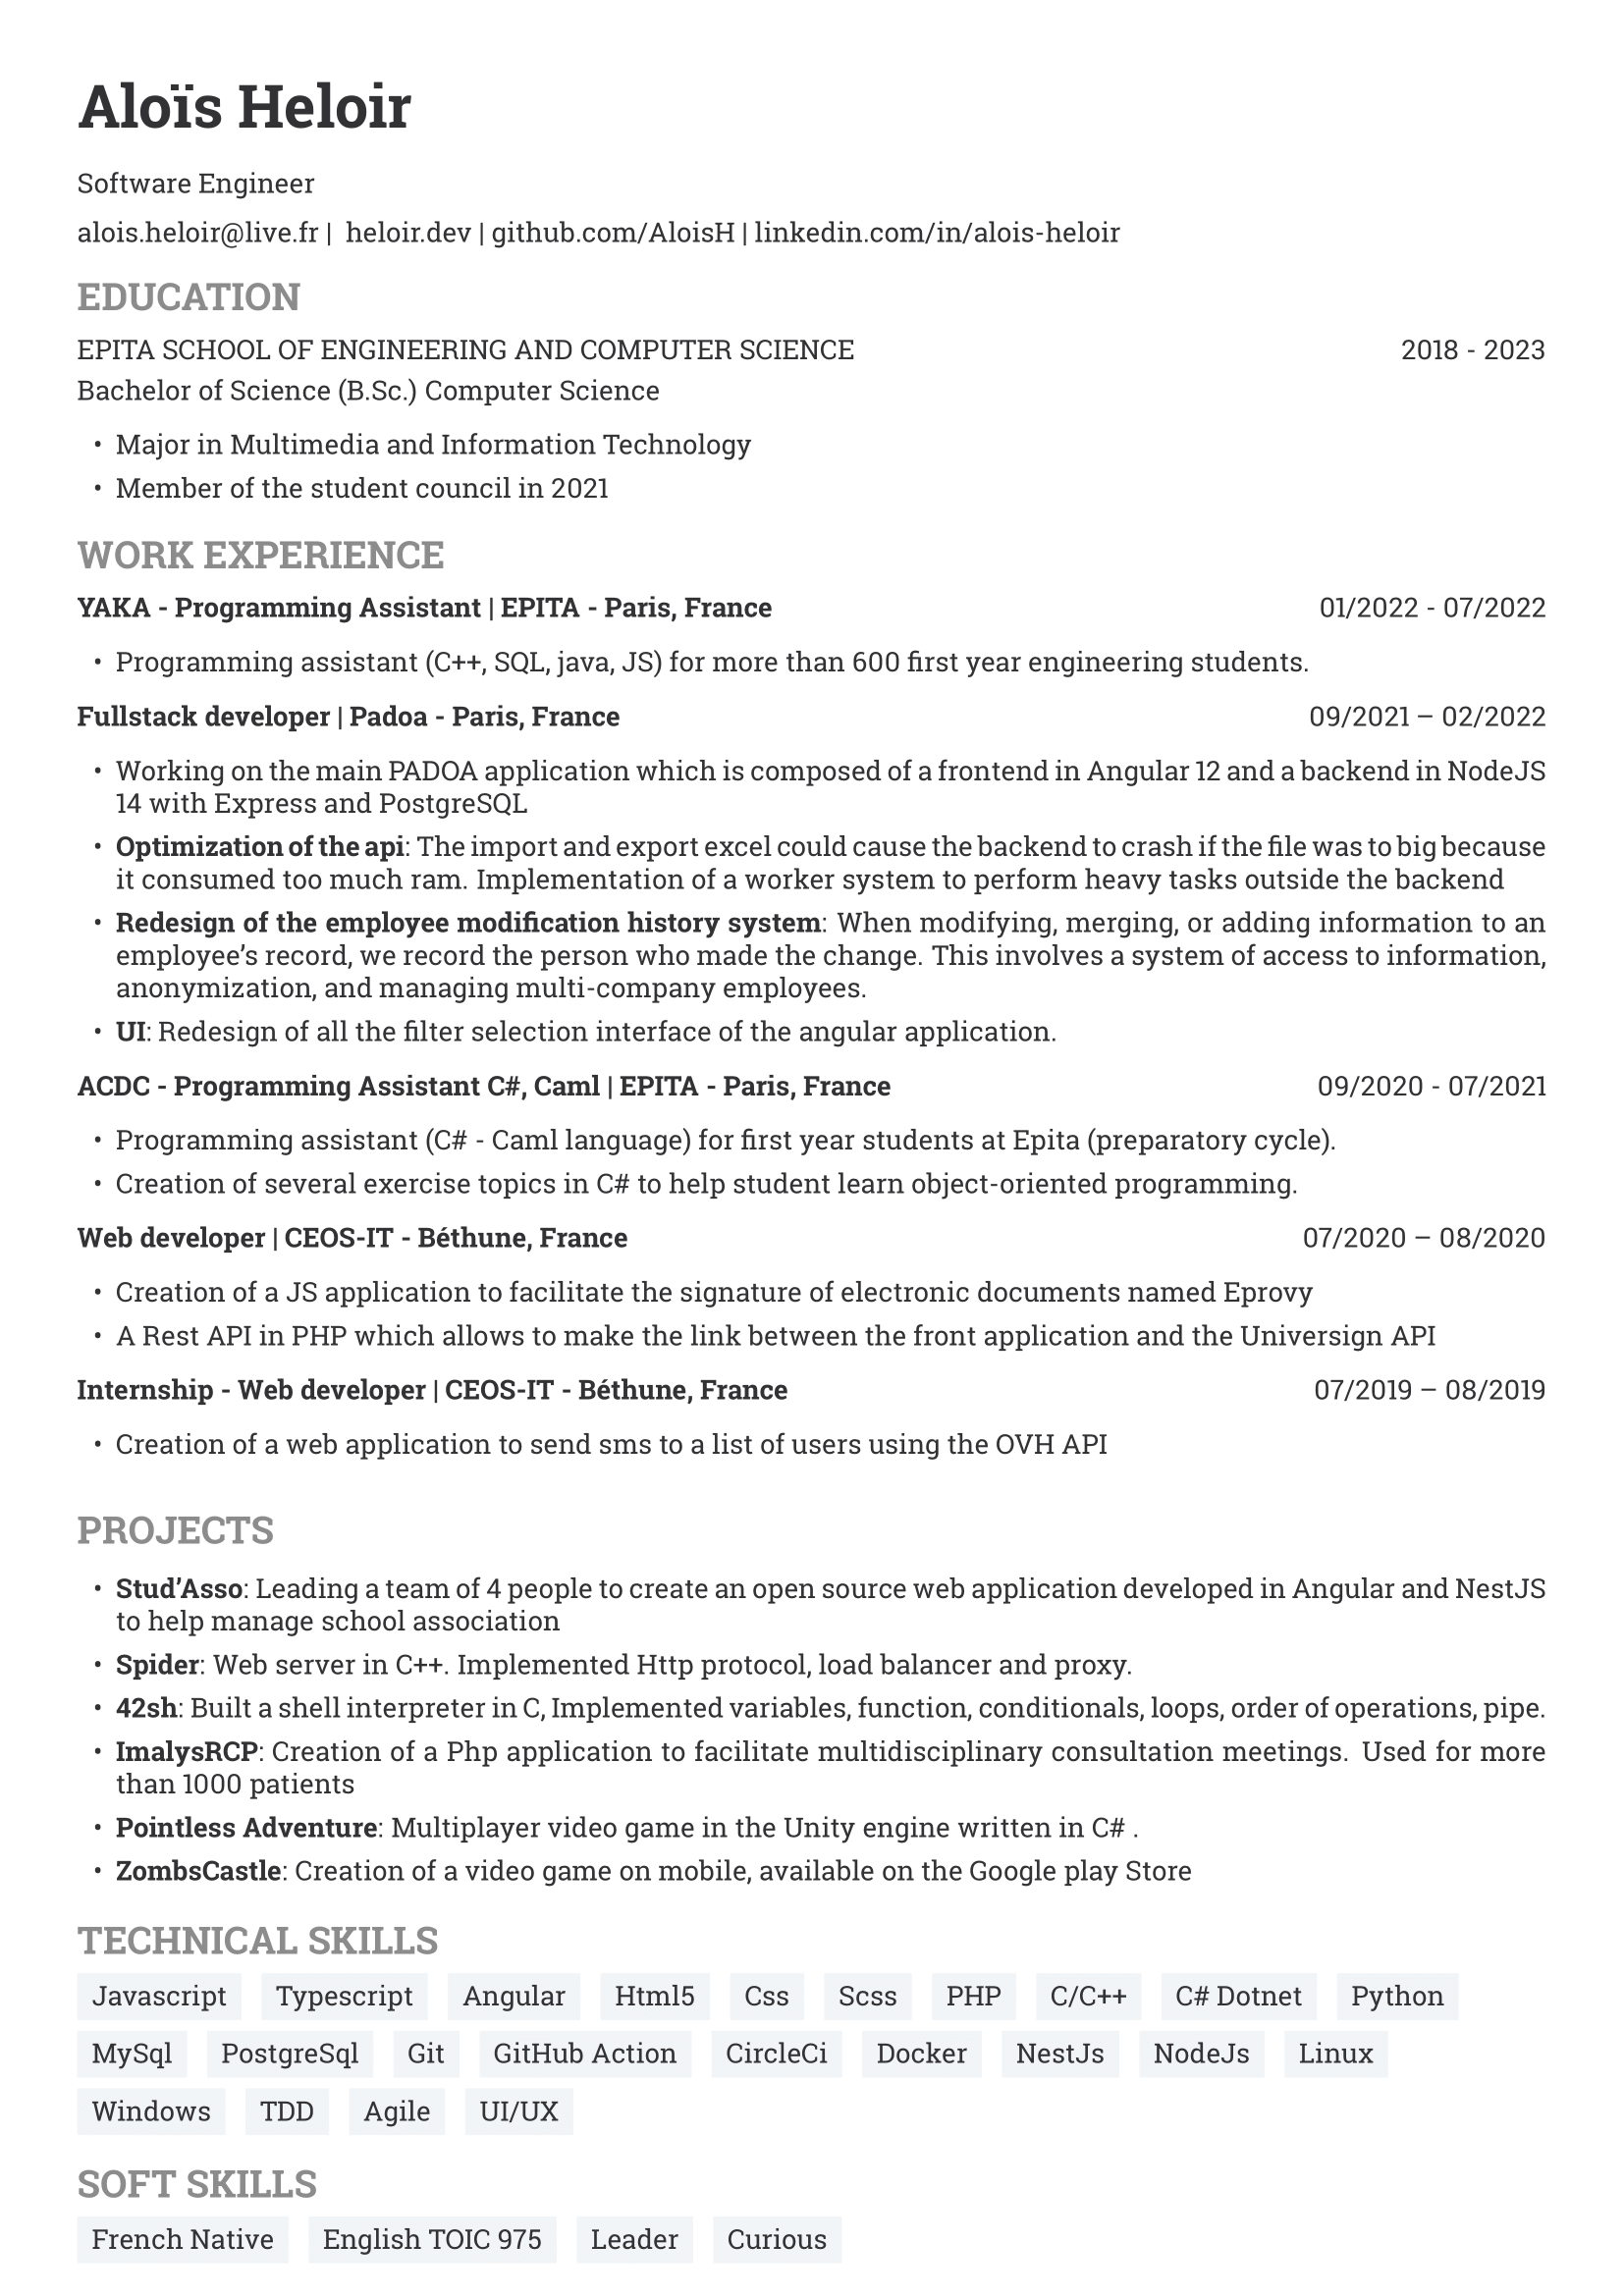 Aloïs Heloir
Software Engineer
alois.heloir@live.fr | heloir.dev | github.com/AloisH | linkedin.com/in/alois-heloir
EDUCATION
EPITA SCHOOL OF ENGINEERING AND COMPUTER SCIENCE 2018 - 2023
Bachelor of Science (B.Sc.) Computer Science
• Major in Multimedia and Information Technology
• Member of the student council in 2021
WORK EXPERIENCE
YAKA - Programming Assistant | EPITA - Paris, France 01/2022 - 07/2022
• Programming assistant (C++, SQL, java, JS) for more than 600 first year engineering students.
Fullstack developer | Padoa - Paris, France 09/2021 – 02/2022
• Working on the main PADOA application which is composed of a frontend in Angular 12 and a backend in NodeJS
14 with Express and PostgreSQL
• Optimization of the api: The import and export excel could cause the backend to crash if the file was to big because
it consumed too much ram. Implementation of a worker system to perform heavy tasks outside the backend
• Redesign of the employee modification history system: When modifying, merging, or adding information to an
employee’s record, we record the person who made the change. This involves a system of access to information,
anonymization, and managing multi-company employees.
• UI: Redesign of all the filter selection interface of the angular application.
ACDC - Programming Assistant C#, Caml | EPITA - Paris, France 09/2020 - 07/2021
• Programming assistant (C# - Caml language) for first year students at Epita (preparatory cycle).
• Creation of several exercise topics in C# to help student learn object-oriented programming.
Web developer | CEOS-IT - Béthune, France 07/2020 – 08/2020
• Creation of a JS application to facilitate the signature of electronic documents named Eprovy
• A Rest API in PHP which allows to make the link between the front application and the Universign API
Internship - Web developer | CEOS-IT - Béthune, France 07/2019 – 08/2019
• Creation of a web application to send sms to a list of users using the OVH API
PROJECTS
• Stud’Asso: Leading a team of 4 people to create an open source web application developed in Angular and NestJS
to help manage school association
• Spider: Web server in C++. Implemented Http protocol, load balancer and proxy.
• 42sh: Built a shell interpreter in C, Implemented variables, function, conditionals, loops, order of operations, pipe.
• ImalysRCP: Creation of a Php application to facilitate multidisciplinary consultation meetings. Used for more
than 1000 patients
• Pointless Adventure: Multiplayer video game in the Unity engine written in C# .
• ZombsCastle: Creation of a video game on mobile, available on the Google play Store
TECHNICAL SKILLS
Javascript Typescript Angular Html5 Css Scss PHP C/C++ C# Dotnet Python
MySql PostgreSql Git GitHub Action CircleCi Docker NestJs NodeJs Linux
Windows TDD Agile UI/UX
SOFT SKILLS
French Native English TOIC 975 Leader Curious